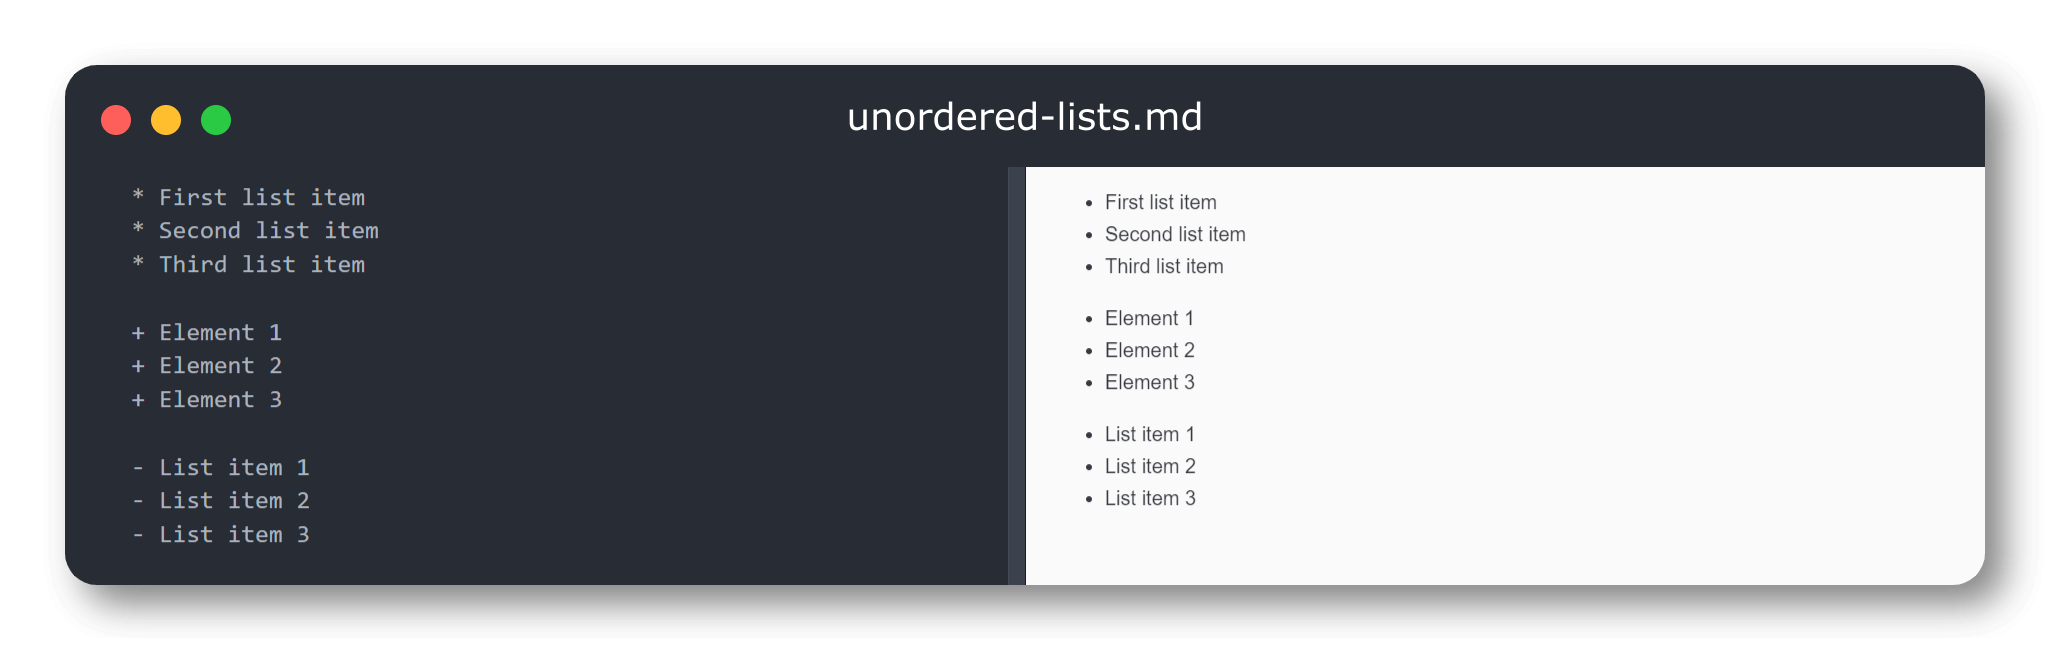 unordered-lists.md
* First list item
* Second list item
* Third list item
+ Element 1
+ Element 2
+ Element 3
- List item 1
- List item 2
- List item 3
• First list item
• Second list item
• Third list item
• Element 1
• Element 2
• Element 3
• List item 1
• List item 2
• List item 3